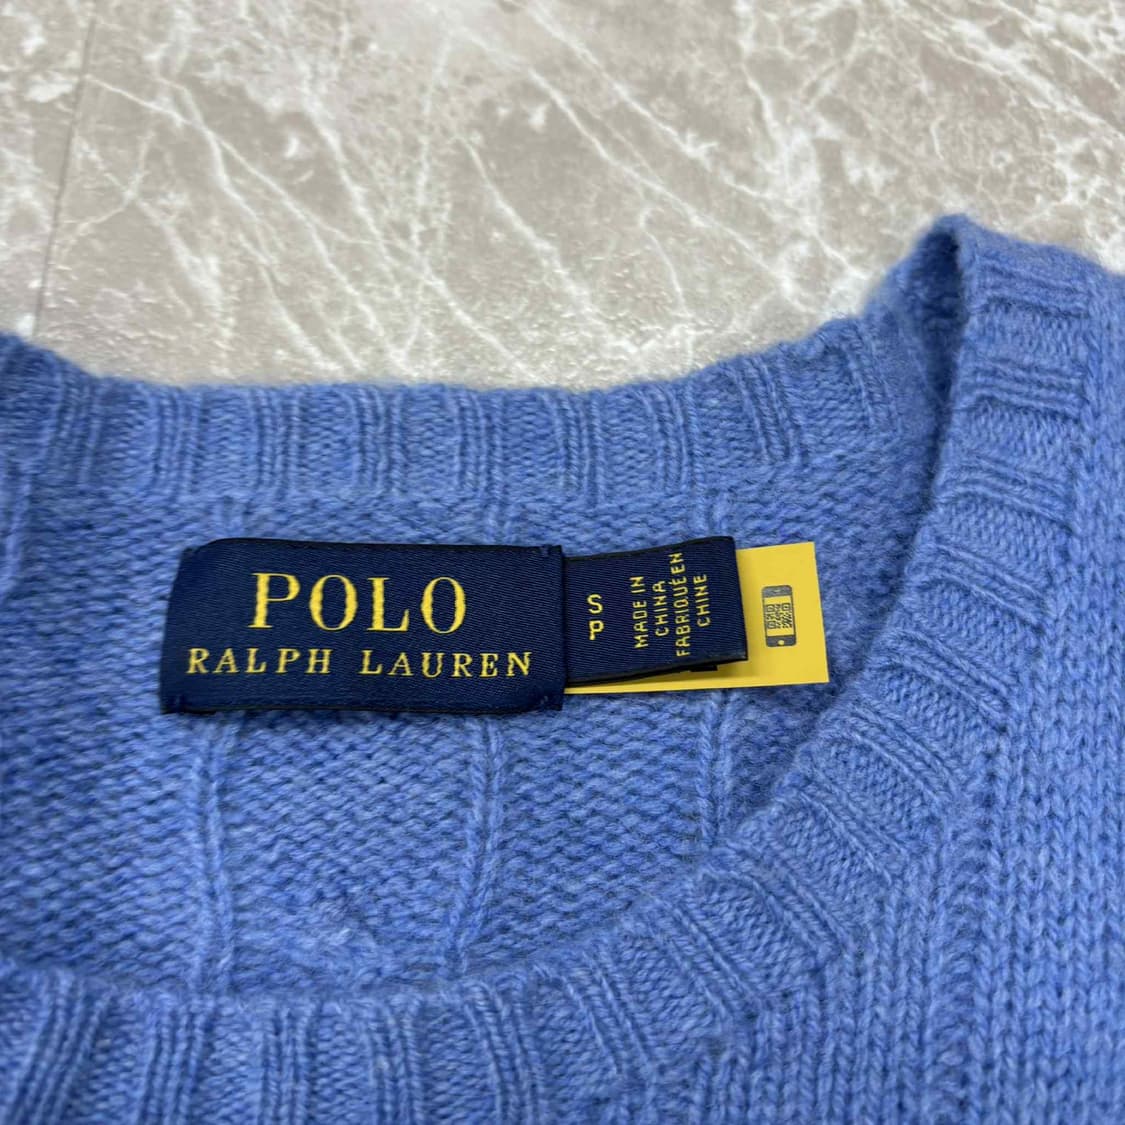 POLO
RALPH LAUREN
S
P
MADE IN
CHINA
FABRIQUÉ EN
CHINE